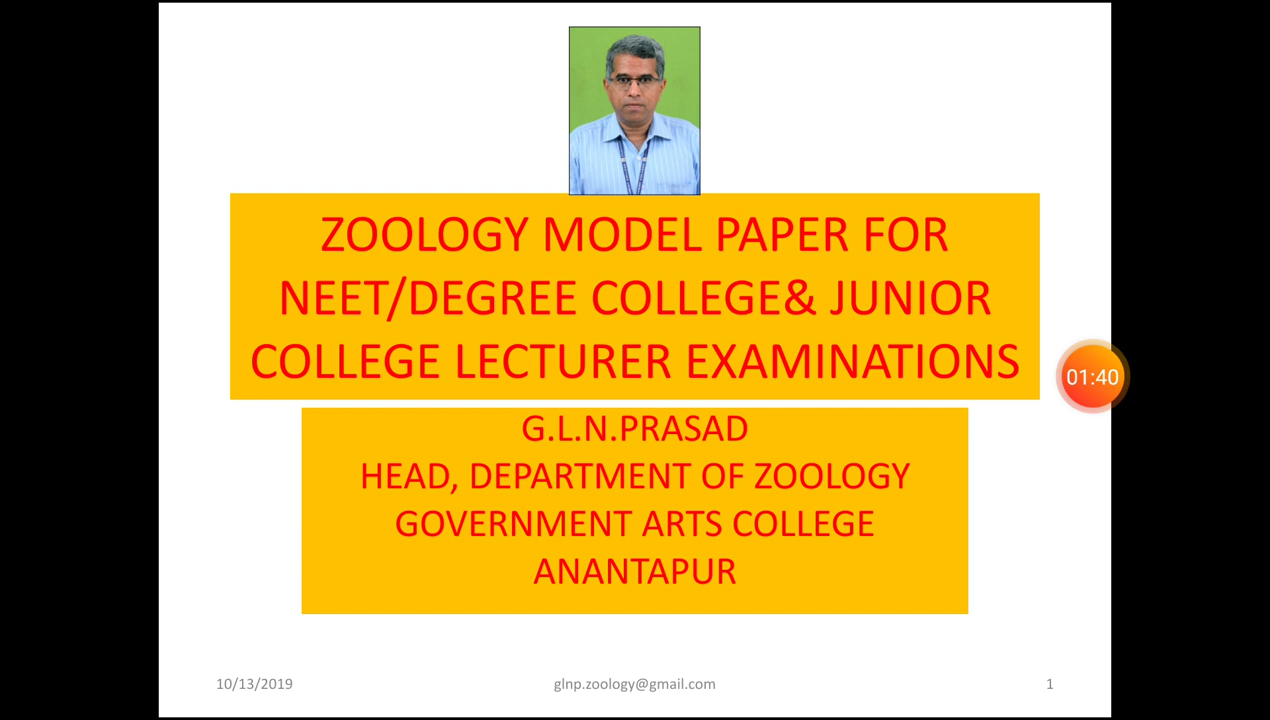 ZOOLOGY MODEL PAPER FOR
NEET/DEGREE COLLEGE& JUNIOR
COLLEGE LECTURER EXAMINATIONS
01:40
G.L.N.PRASAD
HEAD, DEPARTMENT OF ZOOLOGY
GOVERNMENT ARTS COLLEGE
ANANTAPUR
10/13/2019
glnp.zoology@gmail.com
1